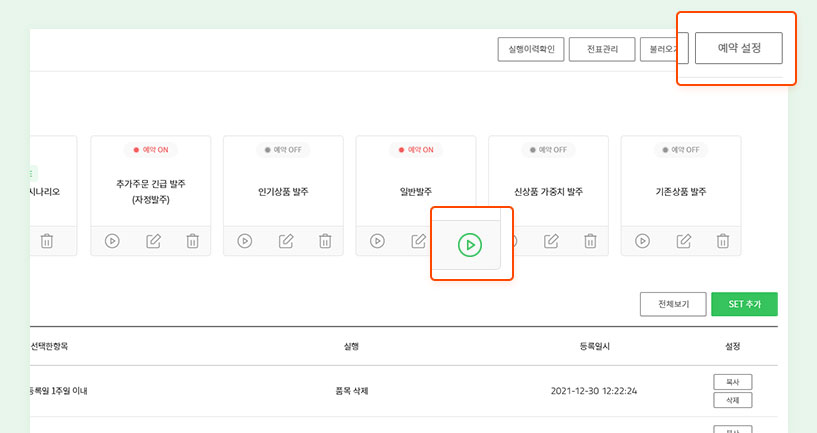 실행이력확인
전표관리
불러오기
예약 설정
예약 ON
예약 OFF
예약 ON
예약 OFF
예약 OFF
시나리오
추가주문 긴급 발주
(자정발주)
인기상품 발주
일반발주
신상품 가중치 발주
기존상품 발주
전체보기
SET 추가
선택한항목
실행
등록일시
설정
등록일 1주일 이내
품목 삭제
2021-12-30 12:22:24
복사
삭제